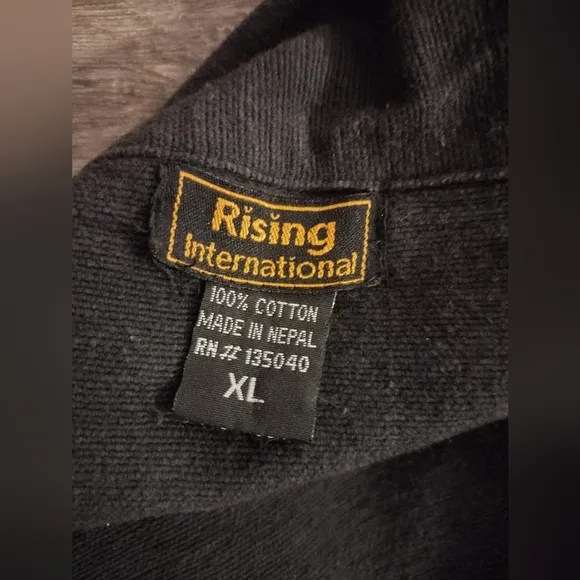 Rising
International
100% COTTON
MADE IN NEPAL
RN # 135040
XL